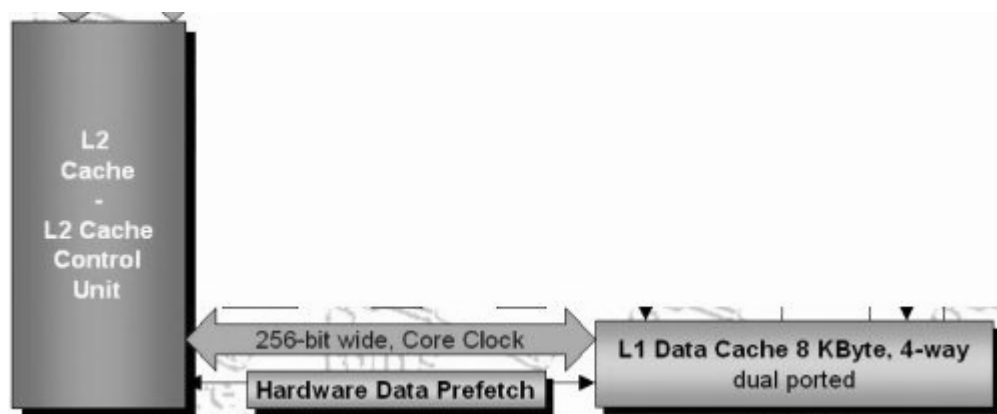 L2
Cache
-
L2 Cache
Control
Unit
256-bit wide, Core Clock
Hardware Data Prefetch
L1 Data Cache 8 KByte, 4-way
dual ported